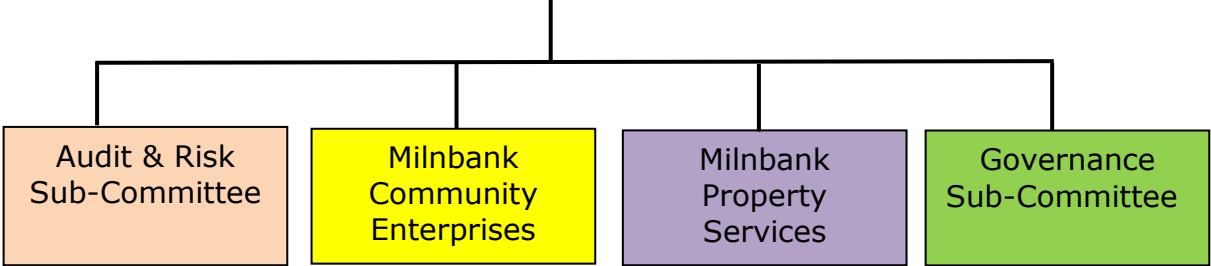 Audit & Risk
Sub-Committee
Milnbank
Community
Enterprises
Milnbank
Property
Services
Governance
Sub-Committee